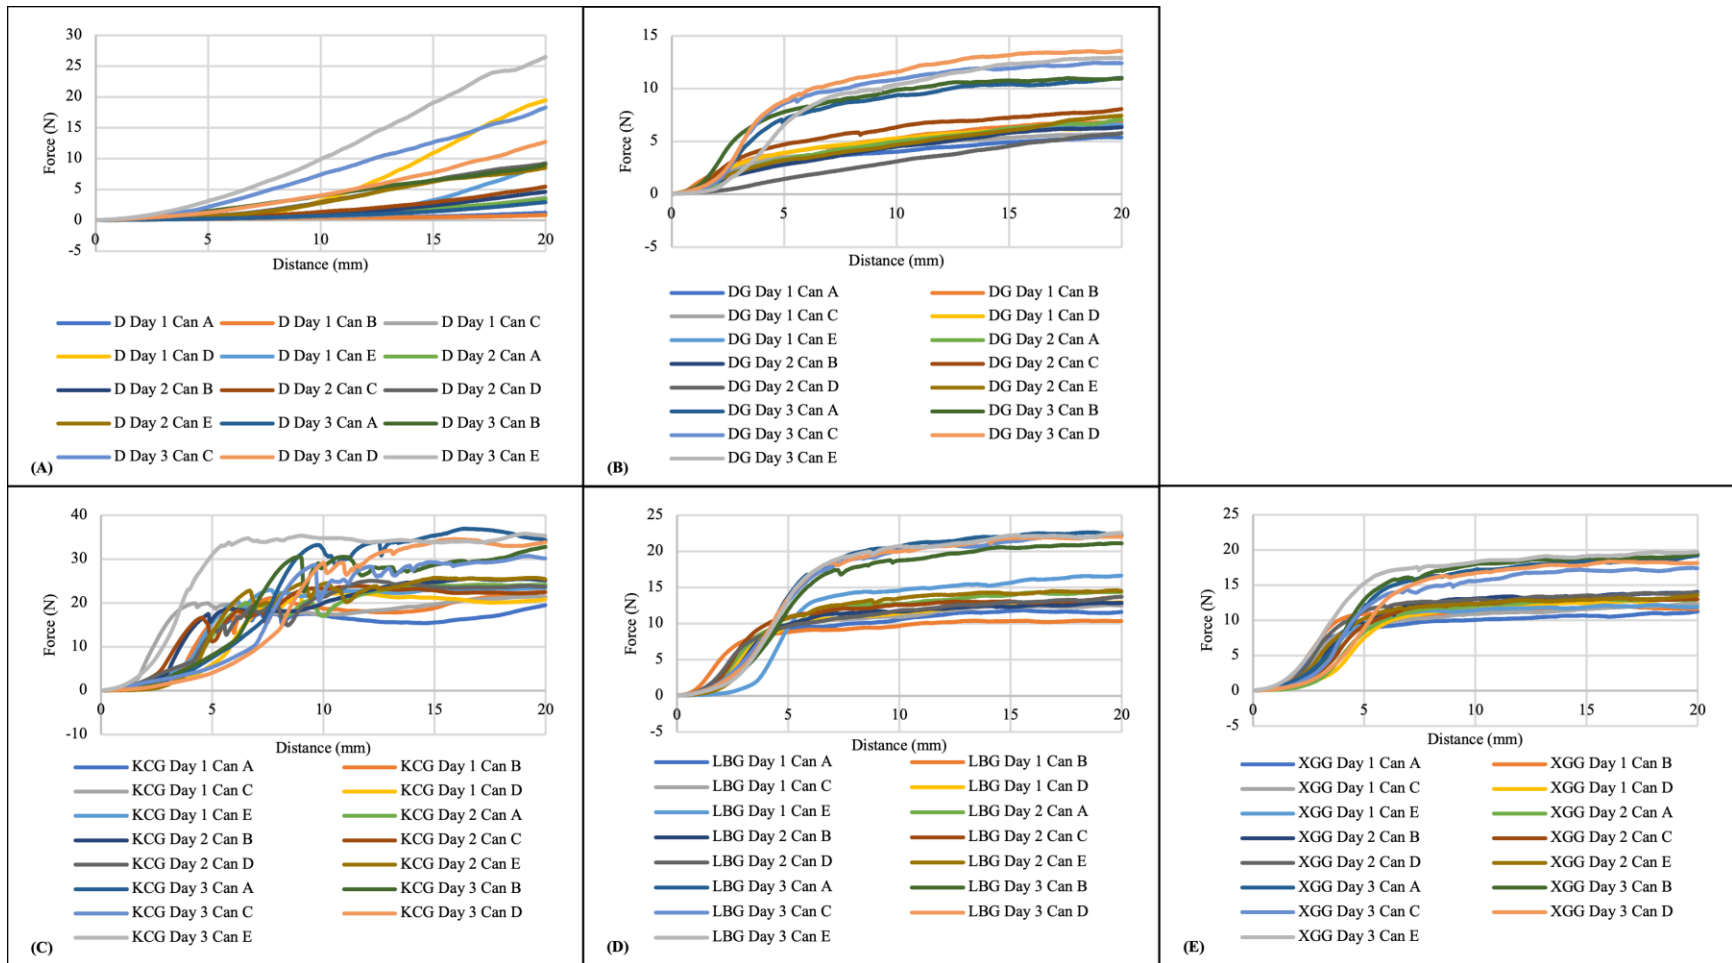 30
25
20
15
10
5
0
-5
0 5 10 15 20
Force (N)
Distance (mm)
D Day 1 Can A D Day 1 Can B D Day 1 Can C
D Day 1 Can D D Day 1 Can E D Day 2 Can A
D Day 2 Can B D Day 2 Can C D Day 2 Can D
D Day 2 Can E D Day 3 Can A D Day 3 Can B
D Day 3 Can C D Day 3 Can D D Day 3 Can E
(A)
15
10
5
0
-5
0 5 10 15 20
Force (N)
Distance (mm)
DG Day 1 Can A DG Day 1 Can B
DG Day 1 Can C DG Day 1 Can D
DG Day 1 Can E DG Day 2 Can A
DG Day 2 Can B DG Day 2 Can C
DG Day 2 Can D DG Day 2 Can E
DG Day 3 Can A DG Day 3 Can B
DG Day 3 Can C DG Day 3 Can D
DG Day 3 Can E
(B)
40
30
20
10
0
-10
0 5 10 15 20
Force (N)
Distance (mm)
KCG Day 1 Can A KCG Day 1 Can B
KCG Day 1 Can C KCG Day 1 Can D
KCG Day 1 Can E KCG Day 2 Can A
KCG Day 2 Can B KCG Day 2 Can C
KCG Day 2 Can D KCG Day 2 Can E
KCG Day 3 Can A KCG Day 3 Can B
KCG Day 3 Can C KCG Day 3 Can D
KCG Day 3 Can E
(C)
25
20
15
10
5
0
-5
0 5 10 15 20
Force (N)
Distance (mm)
LBG Day 1 Can A LBG Day 1 Can B
LBG Day 1 Can C LBG Day 1 Can D
LBG Day 1 Can E LBG Day 2 Can A
LBG Day 2 Can B LBG Day 2 Can C
LBG Day 2 Can D LBG Day 2 Can E
LBG Day 3 Can A LBG Day 3 Can B
LBG Day 3 Can C LBG Day 3 Can D
LBG Day 3 Can E
(D)
25
20
15
10
5
0
-5
0 5 10 15 20
Force (N)
Distance (mm)
XGG Day 1 Can A XGG Day 1 Can B
XGG Day 1 Can C XGG Day 1 Can D
XGG Day 1 Can E XGG Day 2 Can A
XGG Day 2 Can B XGG Day 2 Can C
XGG Day 2 Can D XGG Day 2 Can E
XGG Day 3 Can A XGG Day 3 Can B
XGG Day 3 Can C XGG Day 3 Can D
XGG Day 3 Can E
(E)